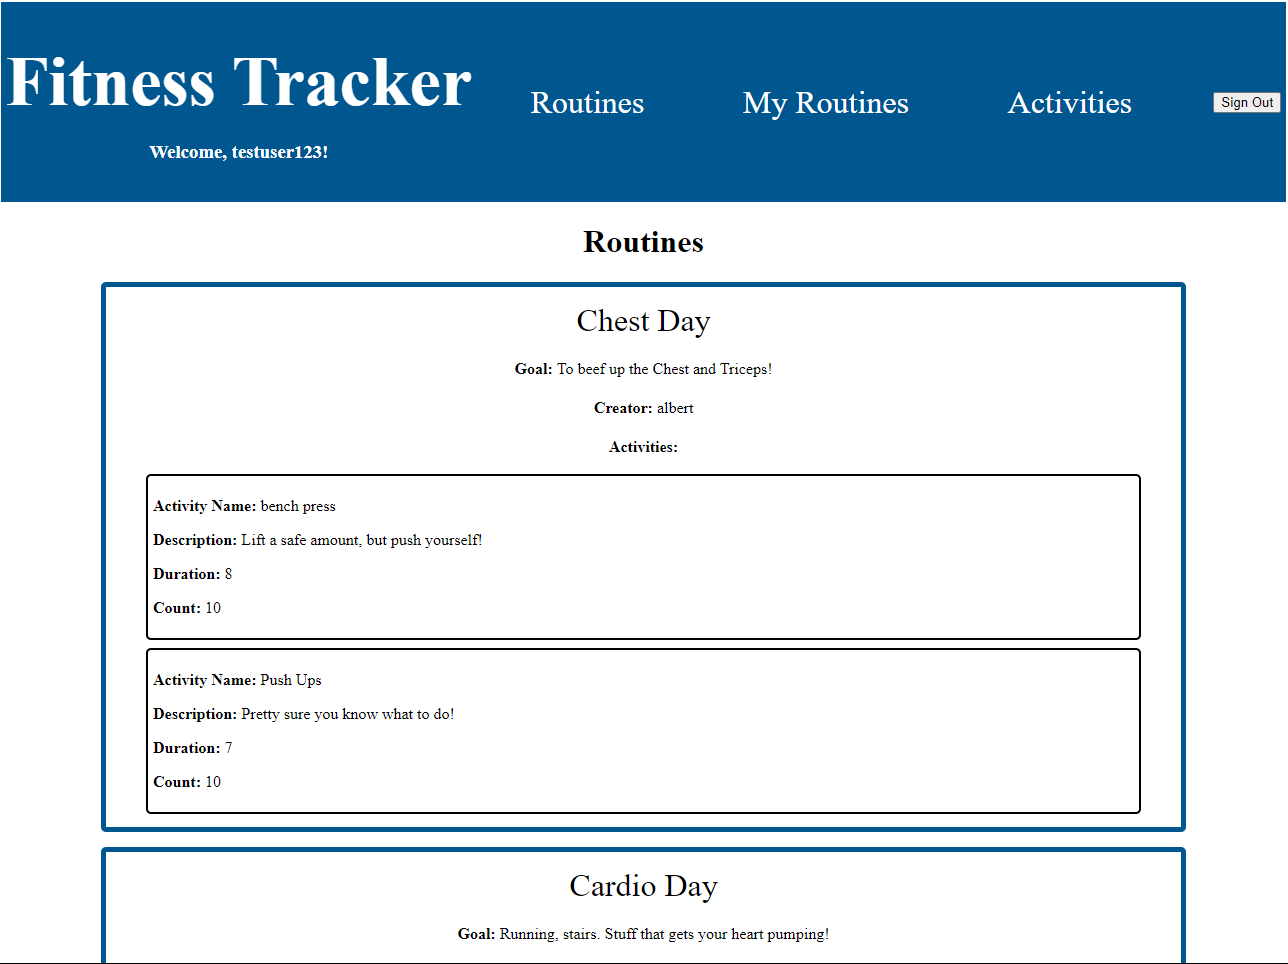 Fitness Tracker
Welcome, testuser123!
Routines
My Routines
Activities
Sign Out
Routines
Chest Day
Goal: To beef up the Chest and Triceps!
Creator: albert
Activities:
Activity Name: bench press
Description: Lift a safe amount, but push yourself!
Duration: 8
Count: 10
Activity Name: Push Ups
Description: Pretty sure you know what to do!
Duration: 7
Count: 10
Cardio Day
Goal: Running, stairs. Stuff that gets your heart pumping!